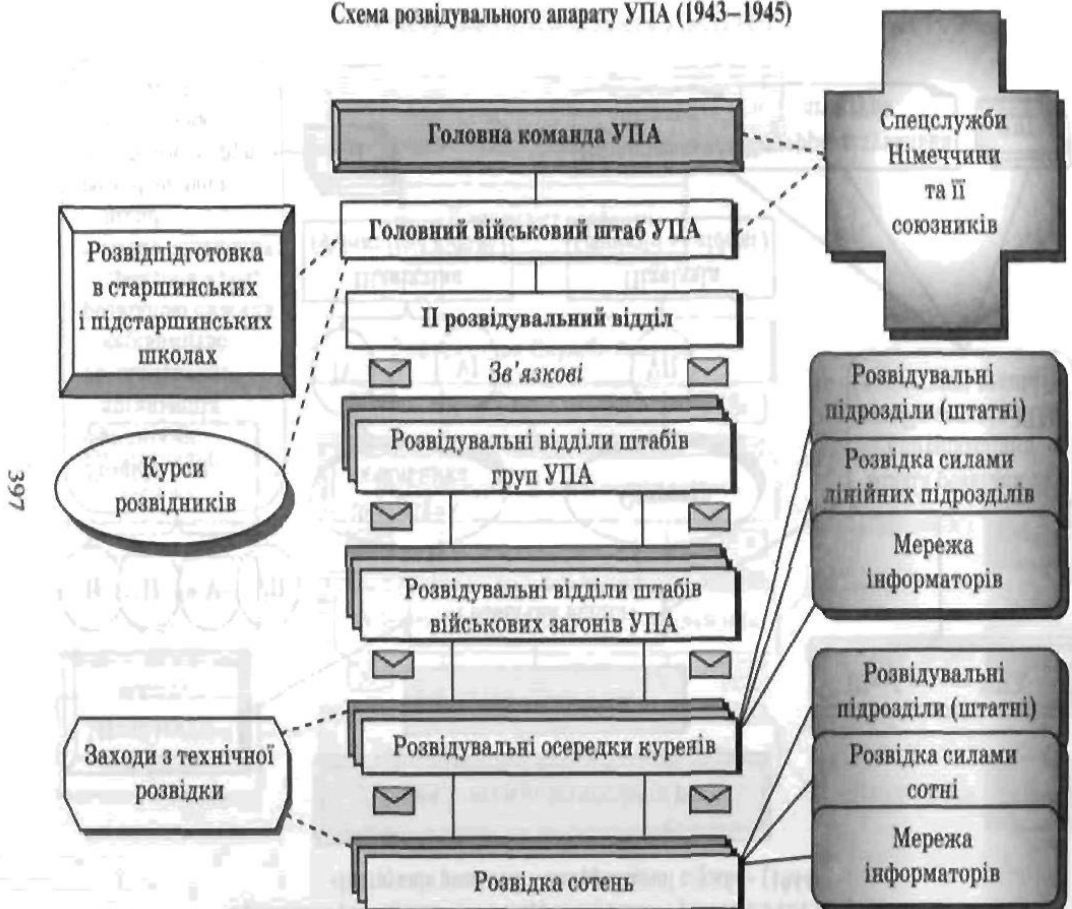 Схема розвідувального апарату УПА (1943–1945)
Головна команда УПА
Спецслужби
Німеччини
та її
союзників
Головний військовий штаб УПА
Розвідпідготовка
в старшинських
і підстаршинських
школах
ІІ розвідувальний відділ
Зв'язкові
Розвідувальні
підрозділи (штатні)
Розвідувальні відділи штабів
груп УПА
Розвідка силами
лінійних підрозділів
Курси
розвідників
Мережа
інформаторів
397
Розвідувальні відділи штабів
військових загонів УПА
Розвідувальні
підрозділи (штатні)
Розвідувальні осередки куренів
Заходи з технічної
розвідки
Розвідка силами
сотні
Мережа
інформаторів
Розвідка сотень